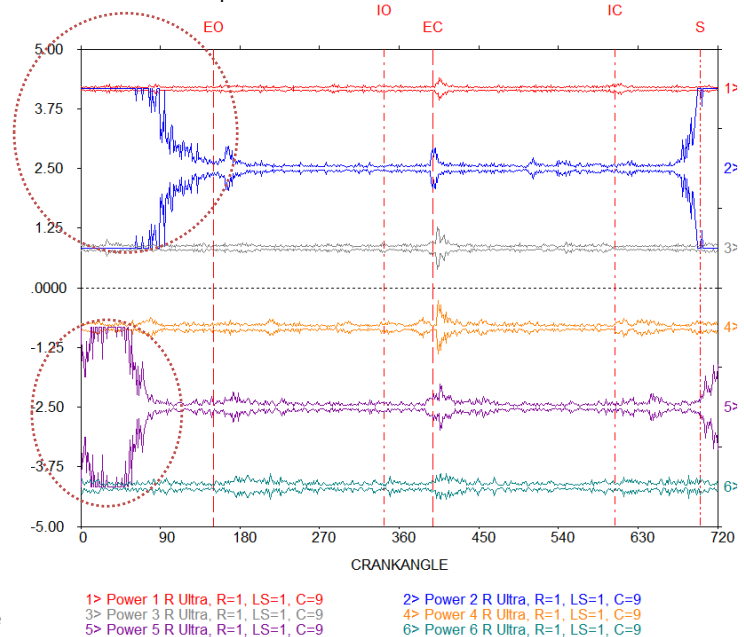 IO IC
EO EC S
5.00
1>
3.75
2.50 2>
1.25
3>
.0000
4>
-1.25
2.50 5>
-3.75
6>
-5.00
0 90 180 270 360 450 540 630 720
CRANKANGLE
1> Power 1 R Ultra, R=1, LS=1, C=9 2> Power 2 R Ultra, R=1, LS=1, C=9
3> Power 3 R Ultra, R=1, LS=1, C=9 4> Power 4 R Ultra, R=1, LS=1, C=9
5> Power 5 R Ultra, R=1, LS=1, C=9 6> Power 6 R Ultra, R=1, LS=1, C=9